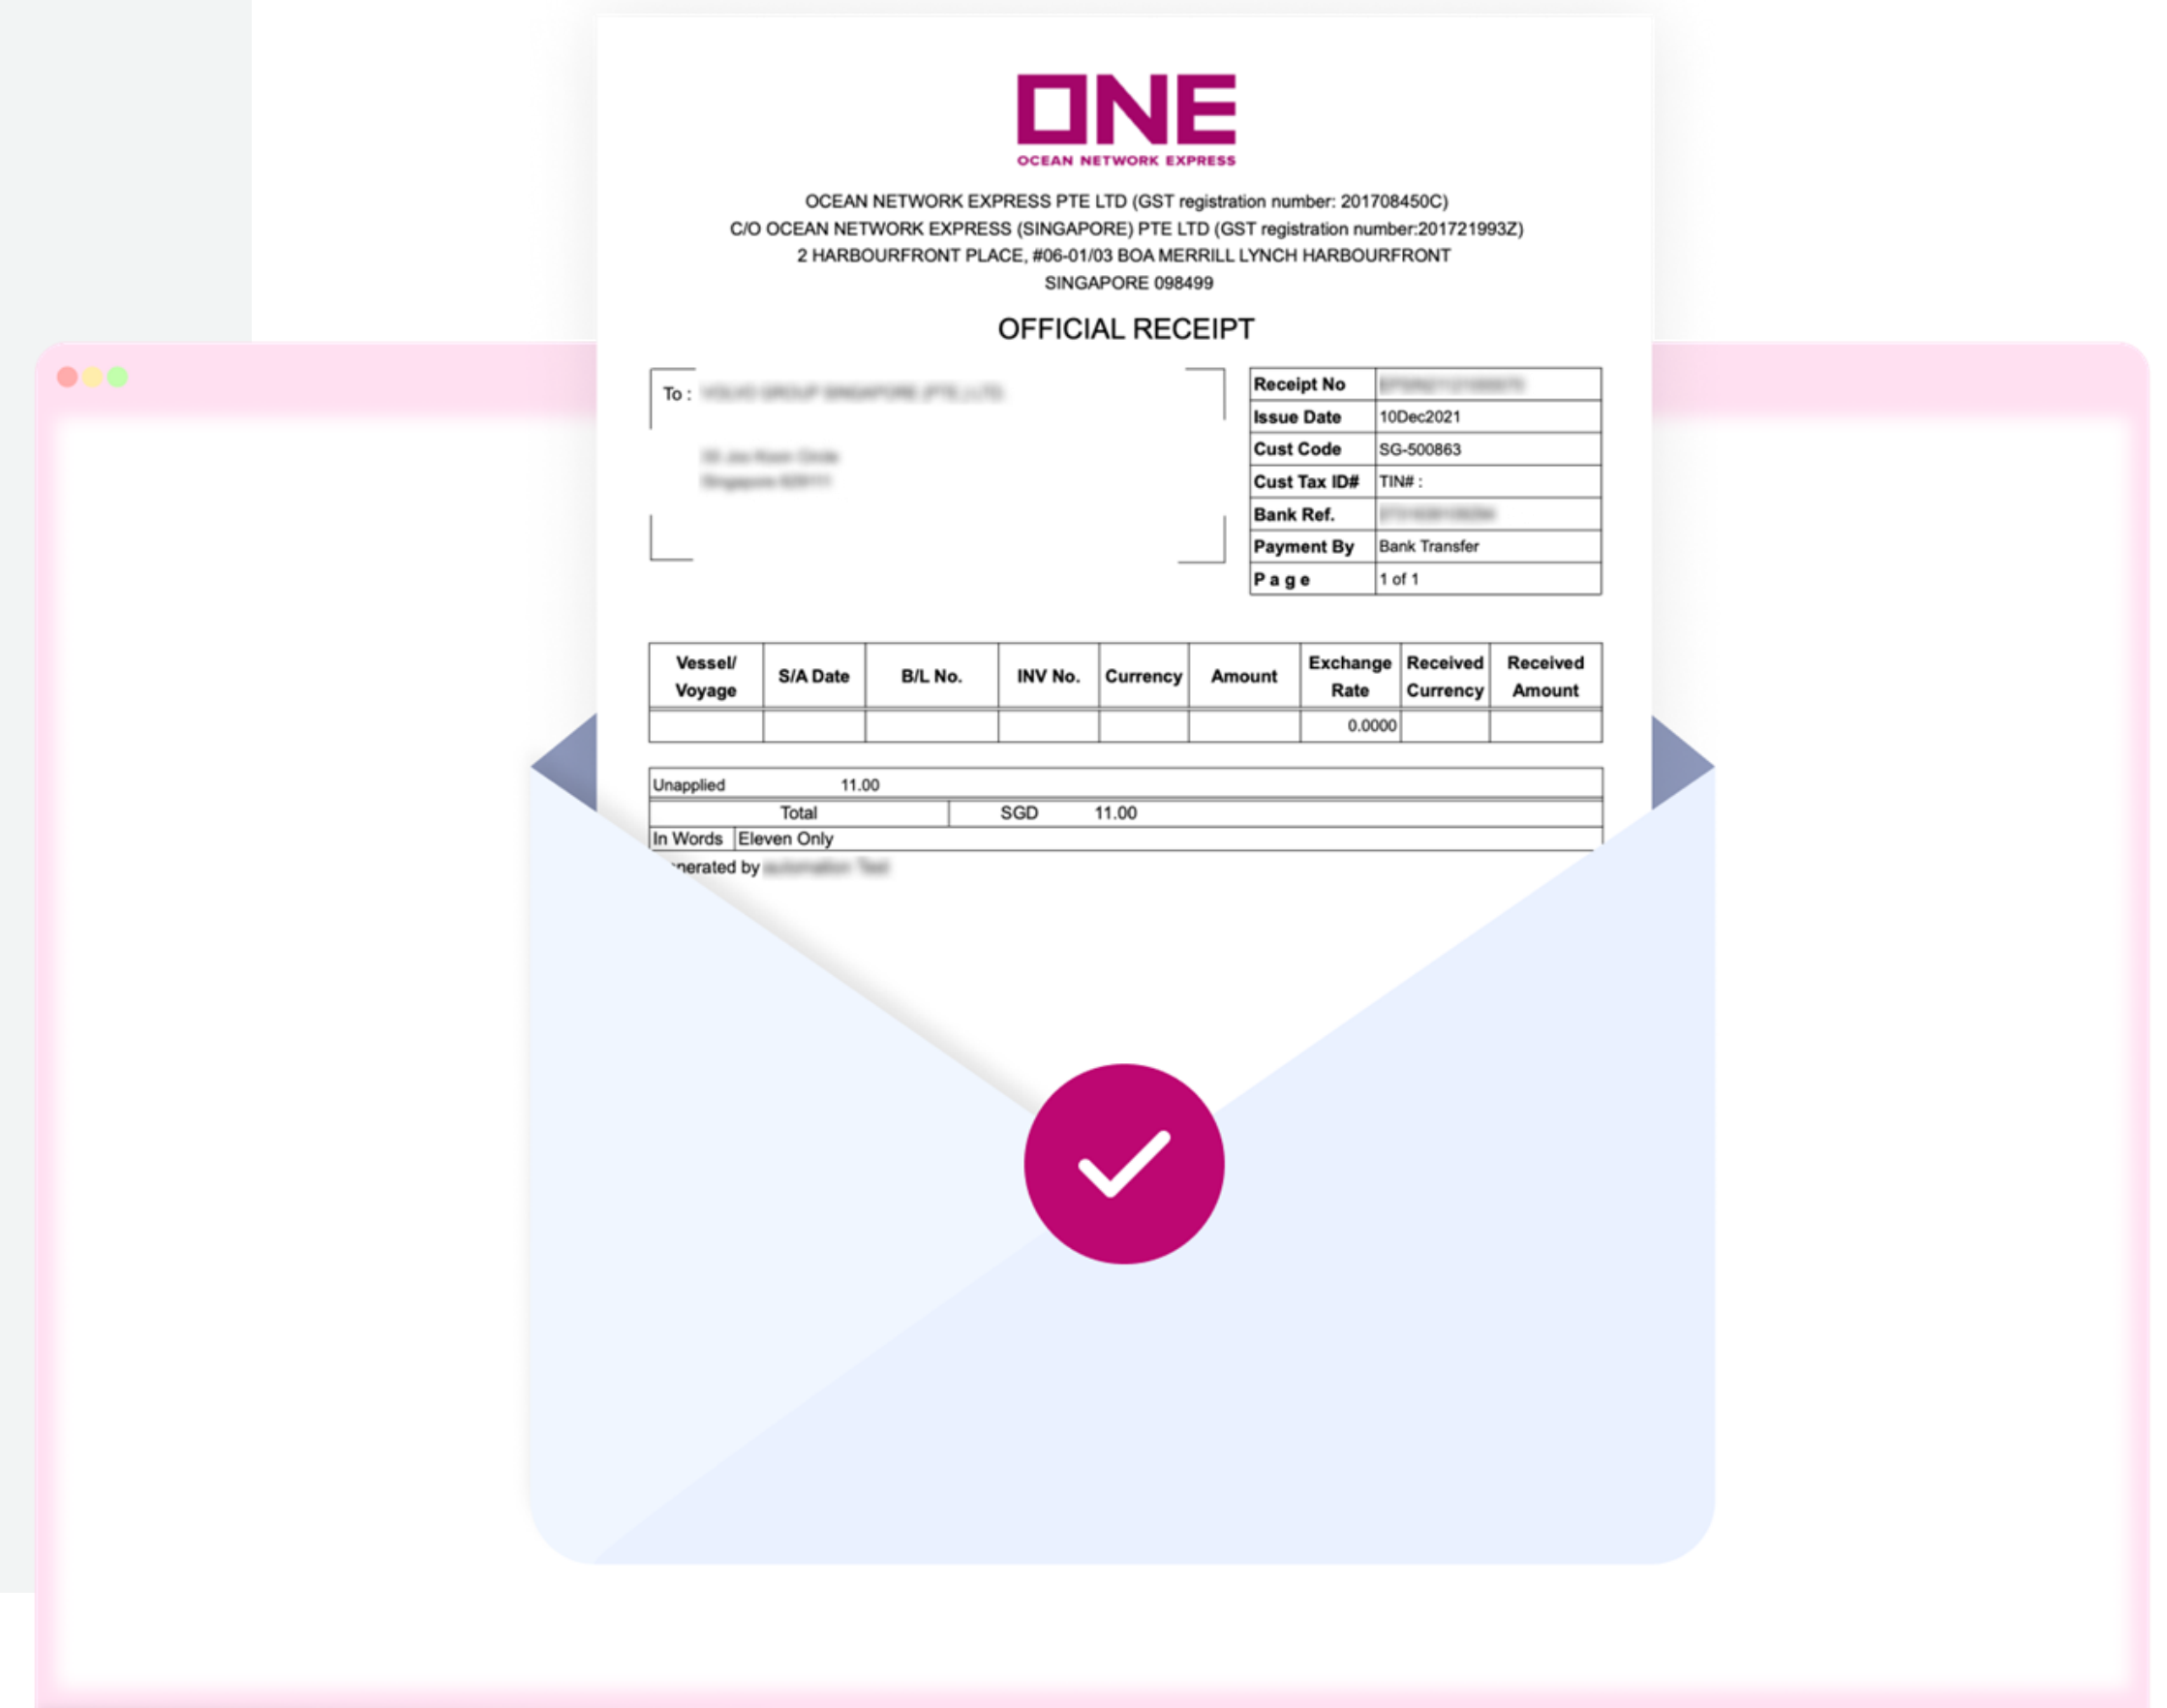 ONE
OCEAN NETWORK EXPRESS
OCEAN NETWORK EXPRESS PTE LTD (GST registration number: 201708450C)
C/O OCEAN NETWORK EXPRESS (SINGAPORE) PTE LTD (GST registration number:201721993Z)
2 HARBOURFRONT PLACE, #06-01/03 BOA MERRILL LYNCH HARBOURFRONT
SINGAPORE 098499
OFFICIAL RECEIPT
To :
Receipt No
Issue Date 10Dec2021
Cust Code SG-500863
Cust Tax ID# TIN# :
Bank Ref.
Payment By Bank Transfer
P a g e 1 of 1
Vessel/ Voyage S/A Date B/L No. INV No. Currency Amount Exchange Rate Received Currency Received Amount
0.0000
Unapplied 11.00
Total SGD 11.00
In Words Eleven Only
nerated by